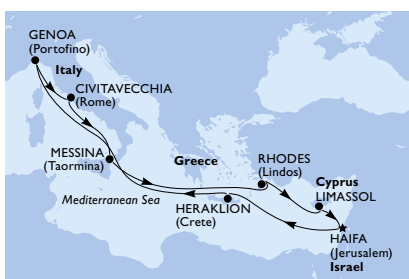 GENOA
(Portofino)
Italy
CIVITAVECCHIA
(Rome)
MESSINA
(Taormina)
Greece
RHODES
(Lindos)
Cyprus
LIMASSOL
Mediterranean Sea
HERAKLION
(Crete)
HAIFA
(Jerusalem)
Israel